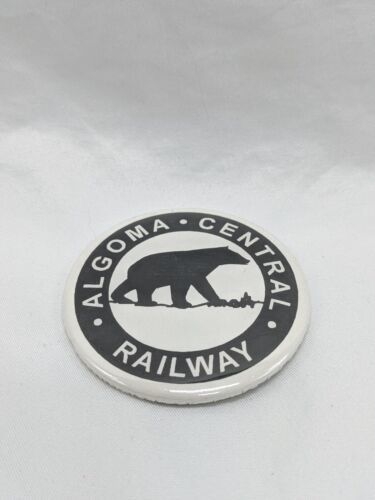 ALGOMA · CENTRAL
· RAILWAY ·